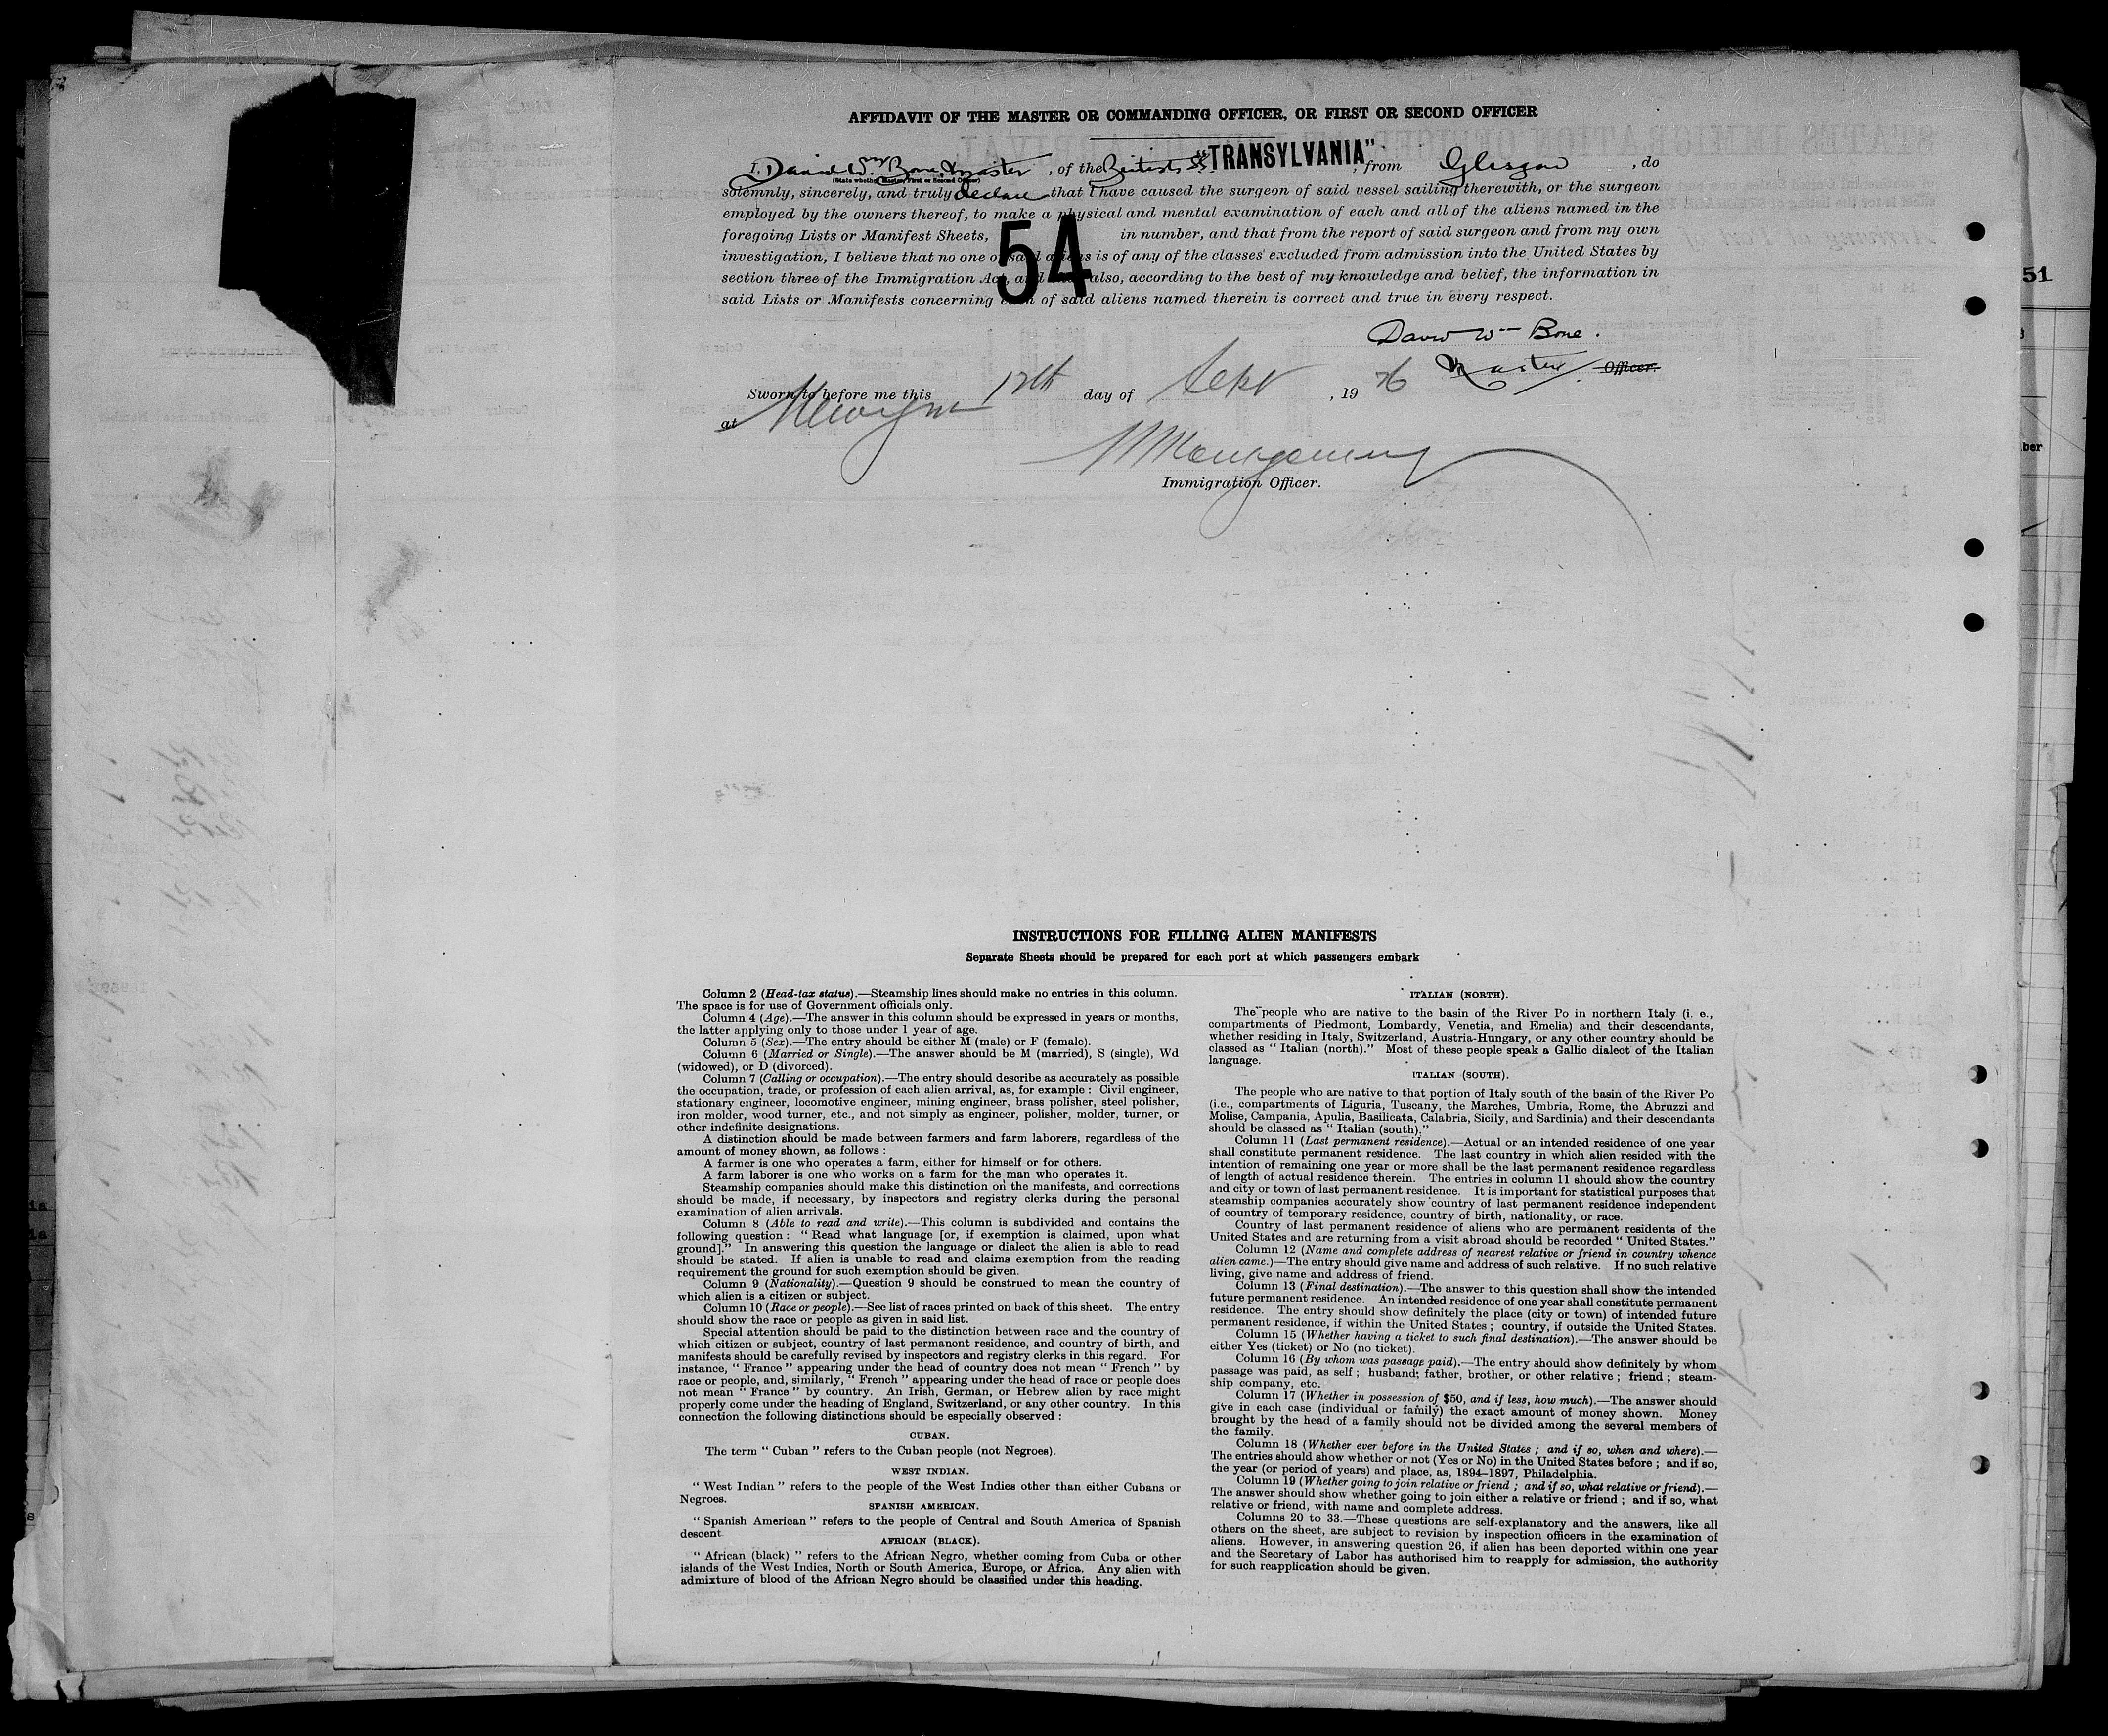 AFFIDAVIT OF THE MASTER OR COMMANDING OFFICER, OR FIRST OR SECOND OFFICER
I, David Wm Bone Master, of the British SS. "TRANSYLVANIA", from Glasgow, do
(State whether Master, First or Second Officer)
solemnly, sincerely, and truly declare that I have caused the surgeon of said vessel sailing therewith, or the surgeon
employed by the owners thereof, to make a physical and mental examination of each and all of the aliens named in the
foregoing Lists or Manifest Sheets, 54 in number, and that from the report of said surgeon and from my own
investigation, I believe that no one of said aliens is of any of the classes excluded from admission into the United States by
section three of the Immigration Act, and that also, according to the best of my knowledge and belief, the information in
said Lists or Manifests concerning each of said aliens named therein is correct and true in every respect.
David Wm Bone.
Master Officer.
Sworn to before me this 12th day of Sept, 1926
at New York
Immigration Officer.
51
ber
INSTRUCTIONS FOR FILLING ALIEN MANIFESTS
Separate Sheets should be prepared for each port at which passengers embark
Column 2 (Head-tax status).—Steamship lines should make no entries in this column.
The space is for use of Government officials only.
Column 4 (Age).—The answer in this column should be expressed in years or months,
the latter applying only to those under 1 year of age.
Column 5 (Sex).—The entry should be either M (male) or F (female).
Column 6 (Married or Single).—The answer should be M (married), S (single), Wd
(widowed), or D (divorced).
Column 7 (Calling or occupation).—The entry should describe as accurately as possible
the occupation, trade, or profession of each alien arrival, as, for example : Civil engineer,
stationary engineer, locomotive engineer, mining engineer, brass polisher, steel polisher,
iron molder, wood turner, etc., and not simply as engineer, polisher, molder, turner, or
other indefinite designations.
A distinction should be made between farmers and farm laborers, regardless of the
amount of money shown, as follows :
A farmer is one who operates a farm, either for himself or for others.
A farm laborer is one who works on a farm for the man who operates it.
Steamship companies should make this distinction on the manifests, and corrections
should be made, if necessary, by inspectors and registry clerks during the personal
examination of alien arrivals.
Column 8 (Able to read and write).—This column is subdivided and contains the
following question : " Read what language [or, if exemption is claimed, upon what
ground]." In answering this question the language or dialect the alien is able to read
should be stated. If alien is unable to read and claims exemption from the reading
requirement the ground for such exemption should be given.
Column 9 (Nationality).—Question 9 should be construed to mean the country of
which alien is a citizen or subject.
Column 10 (Race or people).—See list of races printed on back of this sheet. The entry
should show the race or people as given in said list.
Special attention should be paid to the distinction between race and the country of
which citizen or subject, country of last permanent residence, and country of birth, and
manifests should be carefully revised by inspectors and registry clerks in this regard. For
instance, " France " appearing under the head of country does not mean " French " by
race or people, and, similarly, " French " appearing under the head of race or people does
not mean " France " by country. An Irish, German, or Hebrew alien by race might
properly come under the heading of England, Switzerland, or any other country. In this
connection the following distinctions should be especially observed :
CUBAN.
The term " Cuban " refers to the Cuban people (not Negroes).
WEST INDIAN.
" West Indian " refers to the people of the West Indies other than either Cubans or
Negroes.
SPANISH AMERICAN.
" Spanish American " refers to the people of Central and South America of Spanish
descent
AFRICAN (BLACK).
" African (black) " refers to the African Negro, whether coming from Cuba or other
islands of the West Indies, North or South America, Europe, or Africa. Any alien with
admixture of blood of the African Negro should be classified under this heading.
ITALIAN (NORTH).
The people who are native to the basin of the River Po in northern Italy (i. e.,
compartments of Piedmont, Lombardy, Venetia, and Emelia) and their descendants,
whether residing in Italy, Switzerland, Austria-Hungary, or any other country should be
classed as " Italian (north)." Most of these people speak a Gallic dialect of the Italian
language.
ITALIAN (SOUTH).
The people who are native to that portion of Italy south of the basin of the River Po
(i.e., compartments of Liguria, Tuscany, the Marches, Umbria, Rome, the Abruzzi and
Molise, Campania, Apulia, Basilicata, Calabria, Sicily, and Sardinia) and their descendants
should be classed as " Italian (south)."
Column 11 (Last permanent residence).—Actual or an intended residence of one year
shall constitute permanent residence. The last country in which alien resided with the
intention of remaining one year or more shall be the last permanent residence regardless
of length of actual residence therein. The entries in column 11 should show the country
and city or town of last permanent residence. It is important for statistical purposes that
steamship companies accurately show country of last permanent residence independent
of country of temporary residence, country of birth, nationality, or race.
Country of last permanent residence of aliens who are permanent residents of the
United States and are returning from a visit abroad should be recorded " United States."
Column 12 (Name and complete address of nearest relative or friend in country whence
alien came.)—The entry should give name and address of such relative. If no such relative
living, give name and address of friend.
Column 13 (Final destination).—The answer to this question shall show the intended
future permanent residence. An intended residence of one year shall constitute permanent
residence. The entry should show definitely the place (city or town) of intended future
permanent residence, if within the United States ; country, if outside the United States.
Column 15 (Whether having a ticket to such final destination).—The answer should be
either Yes (ticket) or No (no ticket).
Column 16 (By whom was passage paid).—The entry should show definitely by whom
passage was paid, as self ; husband; father, brother, or other relative ; friend ; steam-
ship company, etc.
Column 17 (Whether in possession of $50, and if less, how much).—The answer should
give in each case (individual or family) the exact amount of money shown. Money
brought by the head of a family should not be divided among the several members of
the family.
Column 18 (Whether ever before in the United States ; and if so, when and where).—
The entries should show whether or not (Yes or No) in the United States before ; and if so,
the year (or period of years) and place, as, 1894–1897, Philadelphia.
Column 19 (Whether going to join relative or friend ; and if so, what relative or friend).—
The answer should show whether going to join either a relative or friend ; and if so, what
relative or friend, with name and complete address.
Columns 20 to 33.—These questions are self-explanatory and the answers, like all
others on the sheet, are subject to revision by inspection officers in the examination of
aliens. However, in answering question 26, if alien has been deported within one year
and the Secretary of Labor has authorised him to reapply for admission, the authority
for such reapplication should be given.